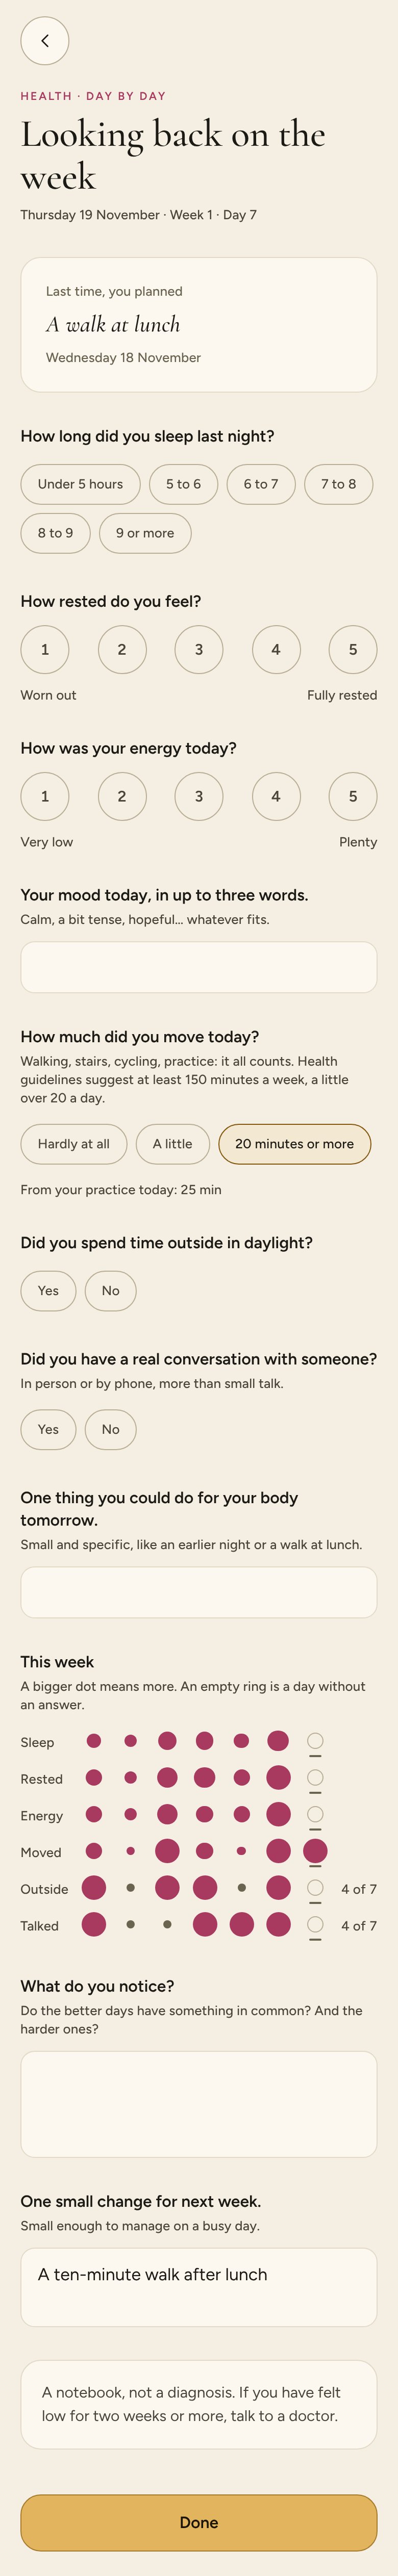 HEALTH · DAY BY DAY
Looking back on the
week
Thursday 19 November · Week 1 · Day 7
Last time, you planned
A walk at lunch
Wednesday 18 November
How long did you sleep last night?
Under 5 hours
5 to 6
6 to 7
7 to 8
8 to 9
9 or more
How rested do you feel?
1
2
3
4
5
Worn out
Fully rested
How was your energy today?
1
2
3
4
5
Very low
Plenty
Your mood today, in up to three words.
Calm, a bit tense, hopeful… whatever fits.
How much did you move today?
Walking, stairs, cycling, practice: it all counts. Health
guidelines suggest at least 150 minutes a week, a little
over 20 a day.
Hardly at all
A little
20 minutes or more
From your practice today: 25 min
Did you spend time outside in daylight?
Yes
No
Did you have a real conversation with someone?
In person or by phone, more than small talk.
Yes
No
One thing you could do for your body
tomorrow.
Small and specific, like an earlier night or a walk at lunch.
This week
A bigger dot means more. An empty ring is a day without
an answer.
Sleep
Rested
Energy
Moved
Outside
4 of 7
Talked
4 of 7
What do you notice?
Do the better days have something in common? And the
harder ones?
One small change for next week.
Small enough to manage on a busy day.
A ten-minute walk after lunch
A notebook, not a diagnosis. If you have felt
low for two weeks or more, talk to a doctor.
Done